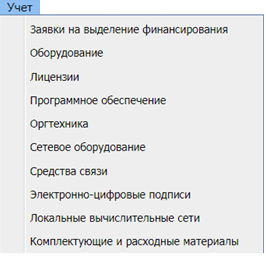 Учет
Заявки на выделение финансирования
Оборудование
Лицензии
Программное обеспечение
Оргтехника
Сетевое оборудование
Средства связи
Электронно-цифровые подписи
Локальные вычислительные сети
Комплектующие и расходные материалы